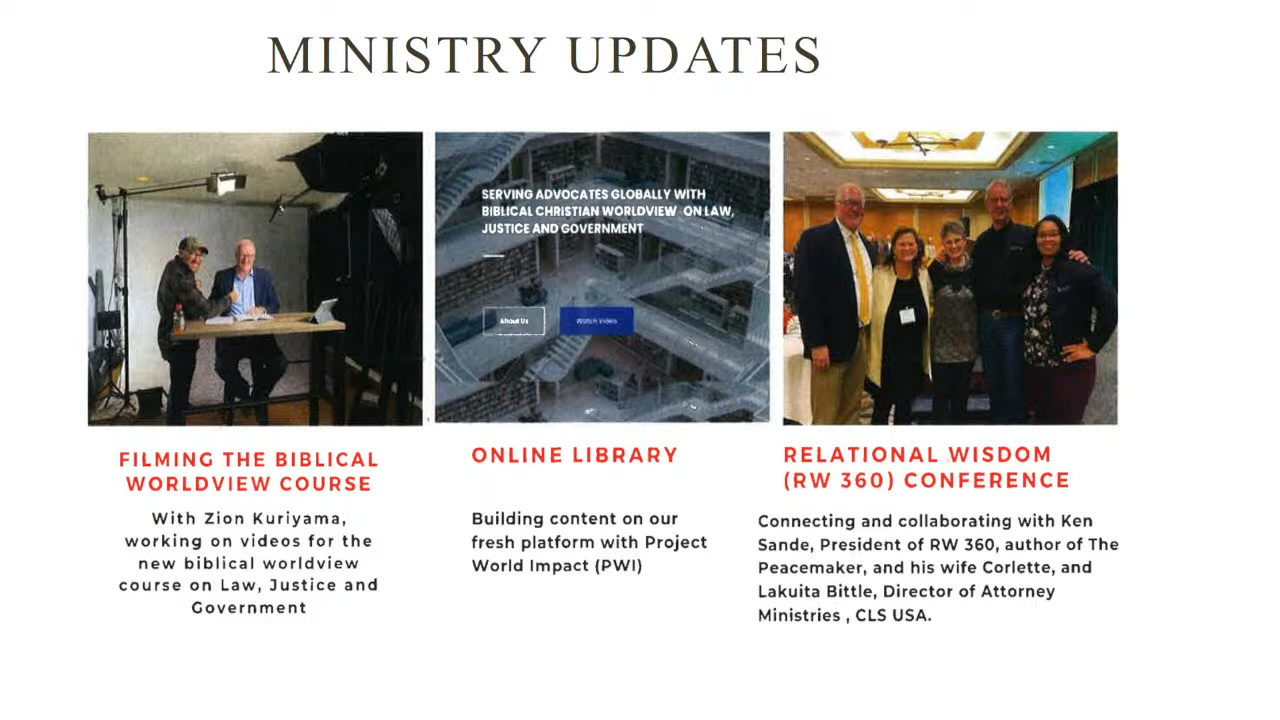 MINISTRY UPDATES
SERVING ADVOCATES GLOBALLY WITH
BIBLICAL CHRISTIAN WORLDVIEW ON LAW,
JUSTICE AND GOVERNMENT
About Us
Watch Video
FILMING THE BIBLICAL
WORLDVIEW COURSE
With Zion Kuriyama,
working on videos for the
new biblical worldview
course on Law, Justice and
Government
ONLINE LIBRARY
Building content on our
fresh platform with Project
World Impact (PWI)
RELATIONAL WISDOM
(RW 360) CONFERENCE
Connecting and collaborating with Ken
Sande, President of RW 360, author of The
Peacemaker, and his wife Corlette, and
Lakuita Bittle, Director of Attorney
Ministries , CLS USA.